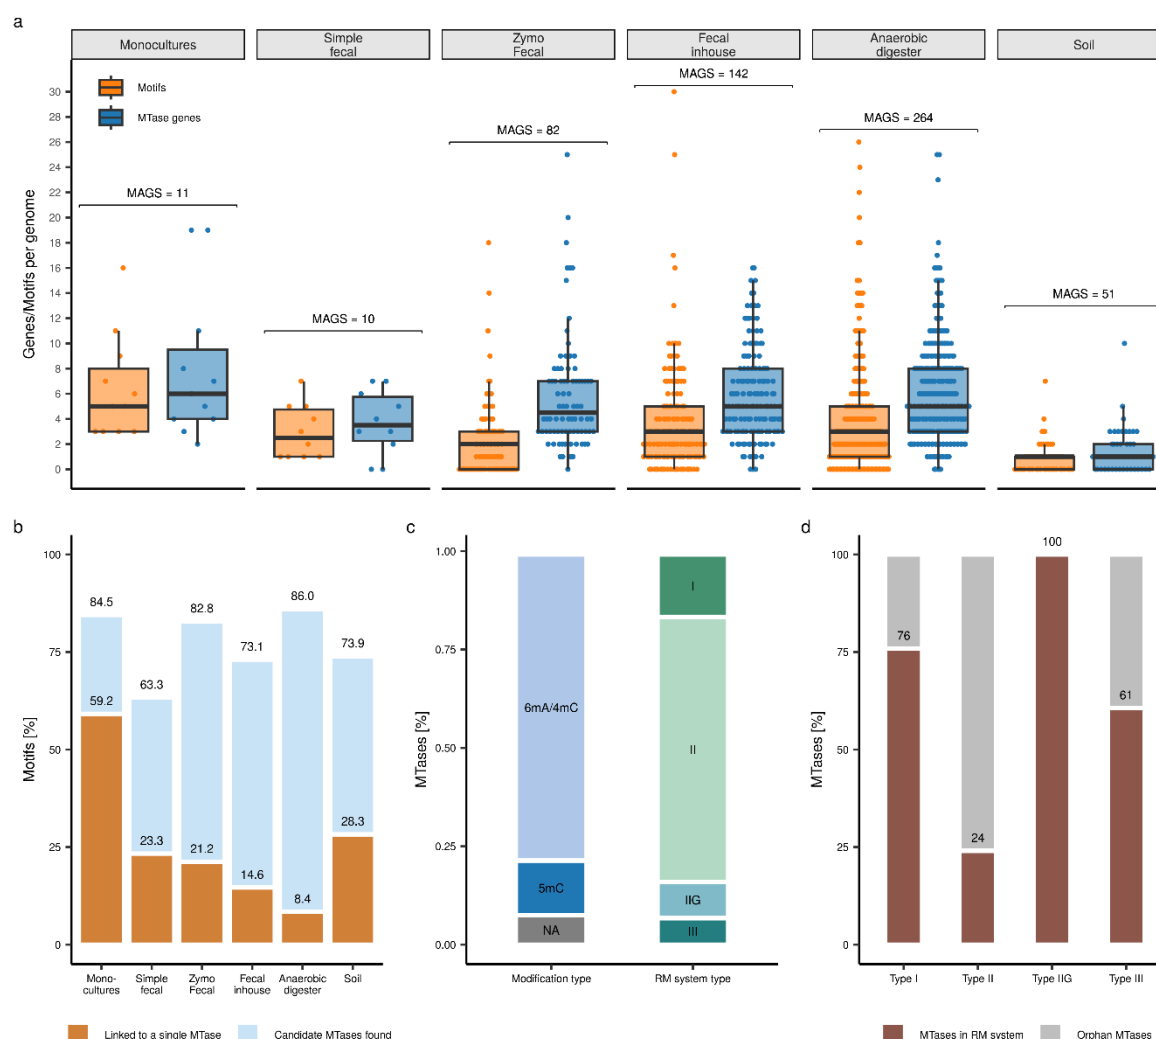 a
Monocultures
Simple
fecal
Zymo
Fecal
Fecal
inhouse
Anaerobic
digester
Soil
Motifs
MTase genes
MAGS = 11
MAGS = 10
MAGS = 82
MAGS = 142
MAGS = 264
MAGS = 51
Genes/Motifs per genome
30
28
26
24
22
20
18
16
14
12
10
9
8
7
6
5
4
3
2
1
0
b
Motifs [%]
100
75
50
25
0
84.5
59.2
63.3
23.3
82.8
21.2
73.1
14.6
86.0
8.4
73.9
28.3
Mono-
cultures
Simple
fecal
Zymo
Fecal
Fecal
inhouse
Anaerobic
digester
Soil
Linked to a single MTase
Candidate MTases found
c
MTases [%]
1.00
0.75
0.50
0.25
0.00
6mA/4mC
5mC
NA
I
II
IIG
III
Modification type
RM system type
d
MTases [%]
100
75
50
25
0
76
24
100
61
Type I
Type II
Type IIG
Type III
MTases in RM system
Orphan MTases